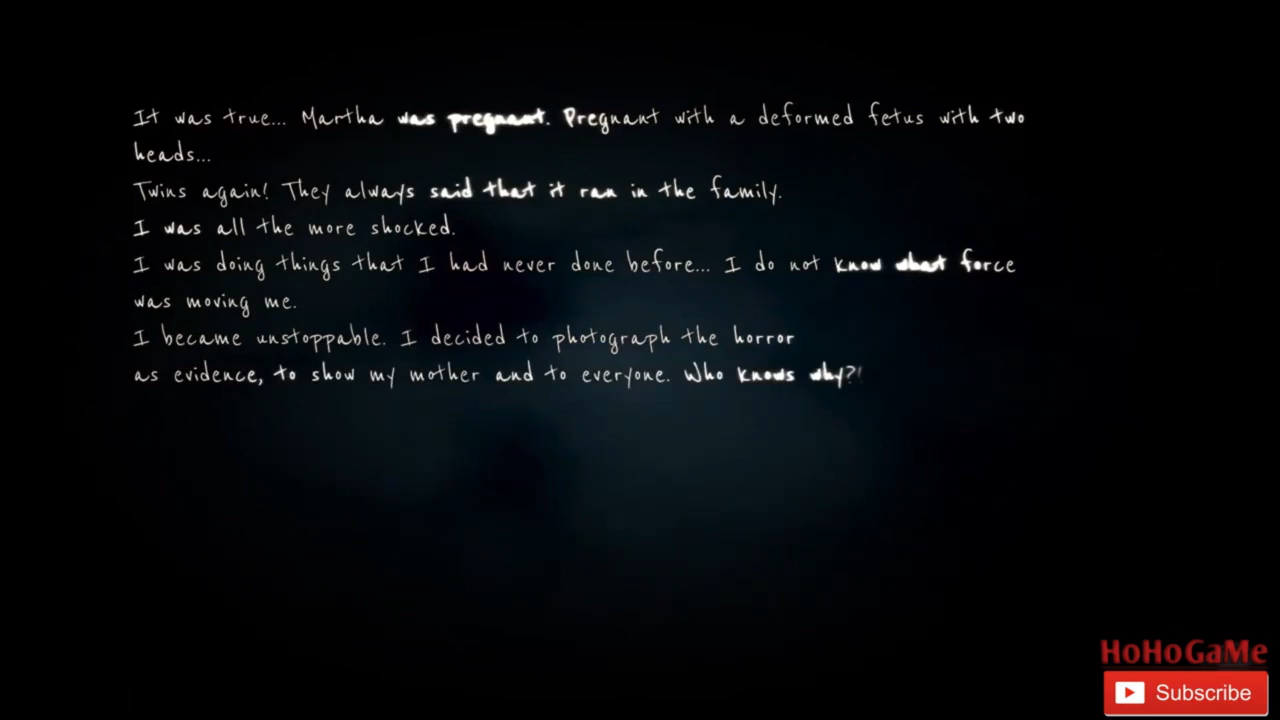 It was true... Martha was pregnant. Pregnant with a deformed fetus with two
heads...
Twins again! They always said that it ran in the family.
I was all the more shocked.
I was doing things that I had never done before... I do not know what force
was moving me.
I became unstoppable. I decided to photograph the horror
as evidence, to show my mother and to everyone. Who knows why?!
HoHoGaMe
Subscribe